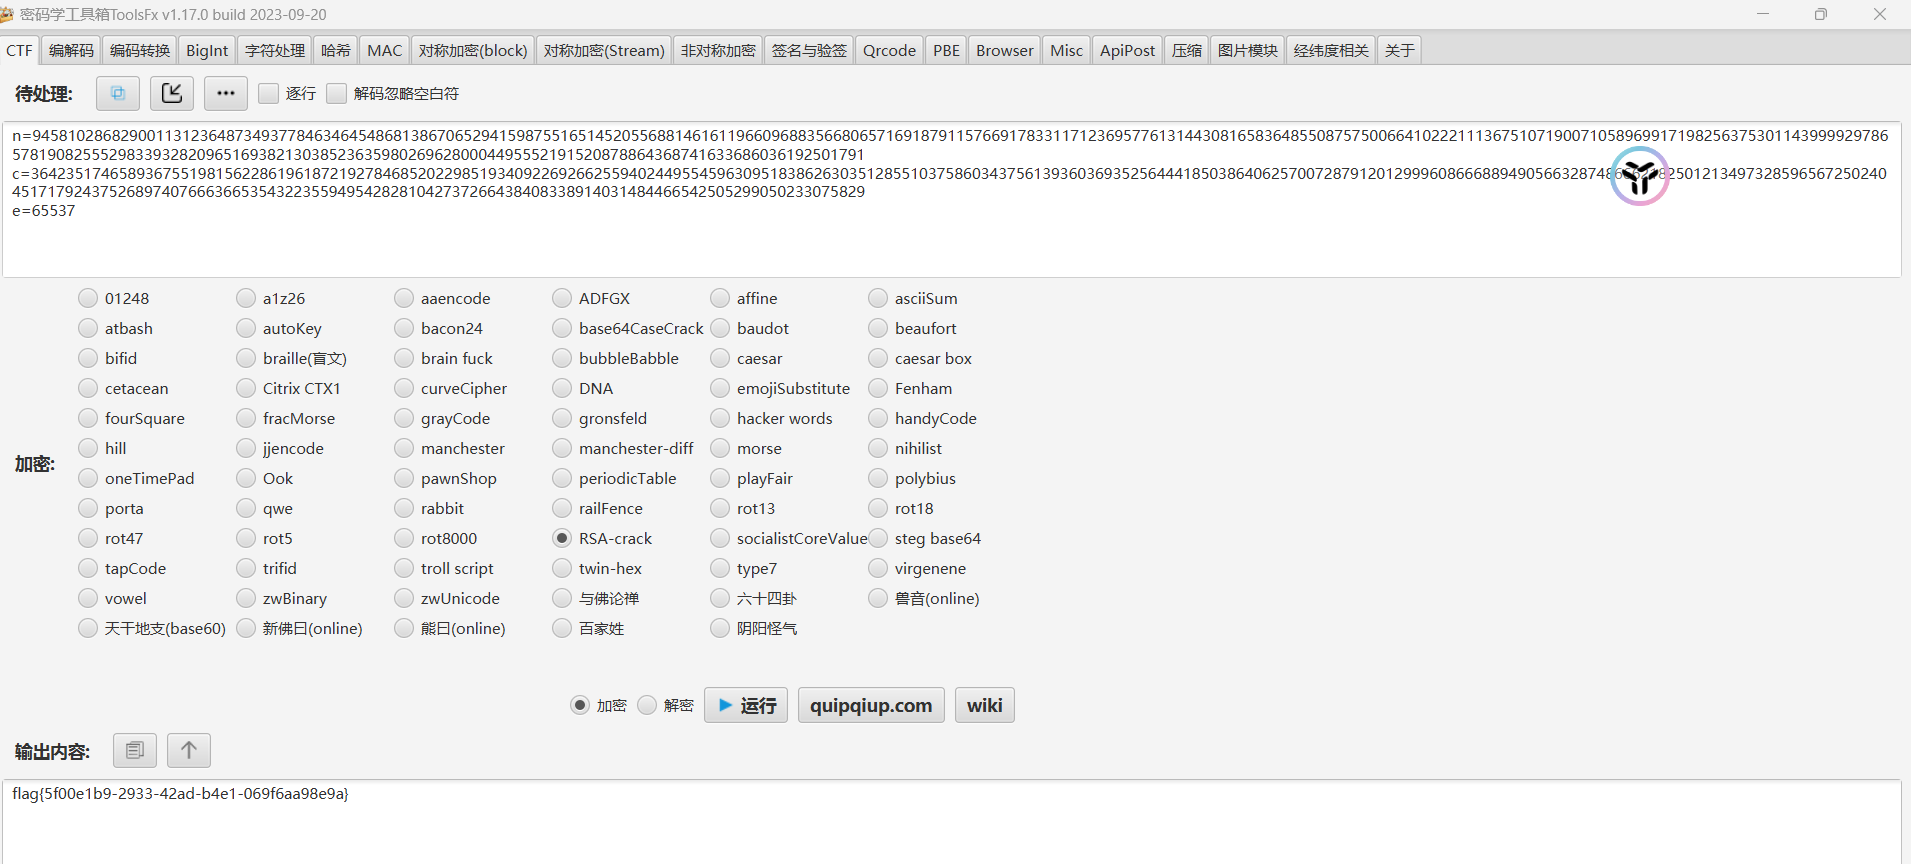 密码学工具箱ToolsFx v1.17.0 build 2023-09-20
CTF 编解码 编码转换 BigInt 字符处理 哈希 MAC 对称加密(block) 对称加密(Stream) 非对称加密 签名与验签 Qrcode PBE Browser Misc ApiPost 压缩 图片模块 经纬度相关 关于
待处理: 逐行 解码忽略空白符
n=
c=
e=65537
01248 a1z26 aaencode ADFGX affine asciiSum
atbash autoKey bacon24 base64CaseCrack baudot beaufort
bifid braille(盲文) brain fuck bubbleBabble caesar caesar box
cetacean Citrix CTX1 curveCipher DNA emojiSubstitute Fenham
fourSquare fracMorse grayCode gronsfeld hacker words handyCode
加密: hill jjencode manchester manchester-diff morse nihilist
oneTimePad Ook pawnShop periodicTable playFair polybius
porta qwe rabbit railFence rot13 rot18
rot47 rot5 rot8000 RSA-crack socialistCoreValue steg base64
tapCode trifid troll script twin-hex type7 virgenene
vowel zwBinary zwUnicode 与佛论禅 六十四卦 兽音(online)
天干地支(base60) 新佛曰(online) 熊曰(online) 百家姓 阴阳怪气
加密 解密 运行 quipqiup.com wiki
输出内容:
flag{5f00e1b9-2933-42ad-b4e1-069f6aa98e9a}